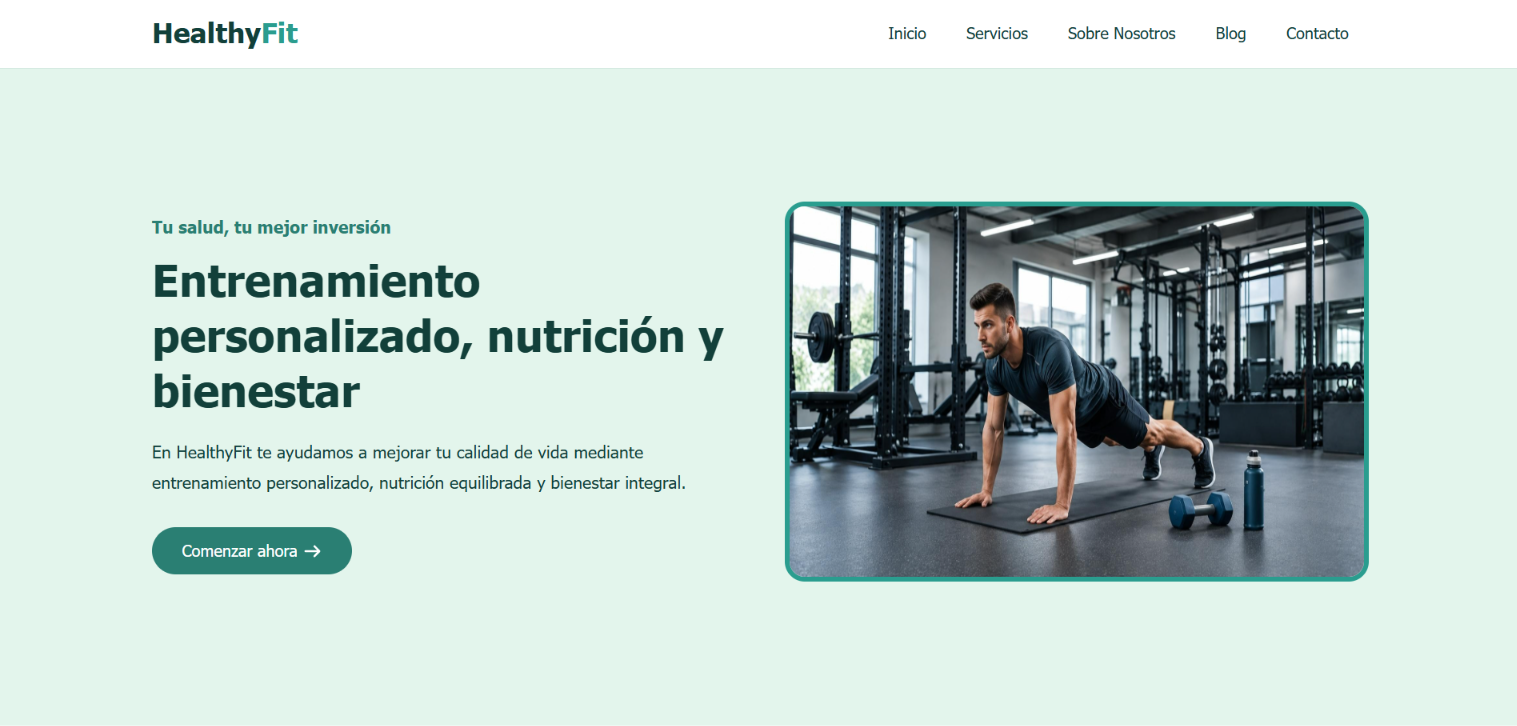 HealthyFit
Inicio
Servicios
Sobre Nosotros
Blog
Contacto
Tu salud, tu mejor inversión
Entrenamiento
personalizado, nutrición y
bienestar
En HealthyFit te ayudamos a mejorar tu calidad de vida mediante
entrenamiento personalizado, nutrición equilibrada y bienestar integral.
Comenzar ahora →